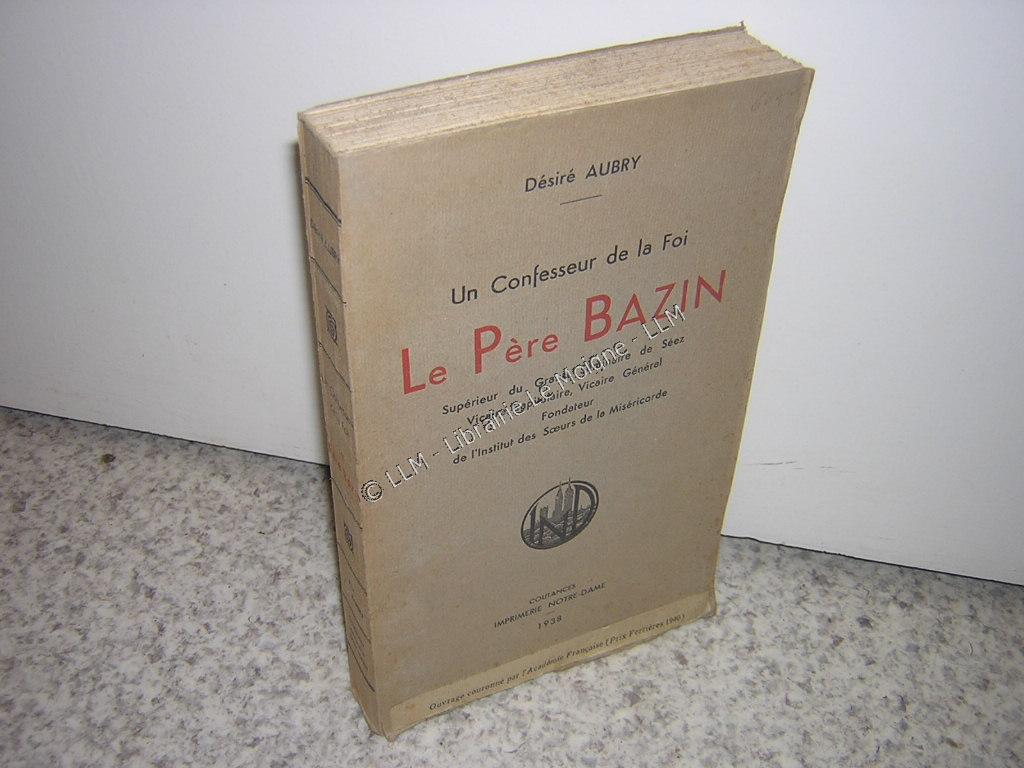 Désiré AUBRY
Un Confesseur de la Foi
Le Père BAZIN
Supérieur du Grand Séminaire de Séez
Vicaire Capitulaire, Vicaire Général
Fondateur
de l'Institut des Sœurs de la Miséricorde
© LLM - Librairie Le Moigne - LLM
IND
COUTANCES
IMPRIMERIE NOTRE-DAME
1938
Ouvrage couronné par l'Académie Française (Prix Ferrières 1940)